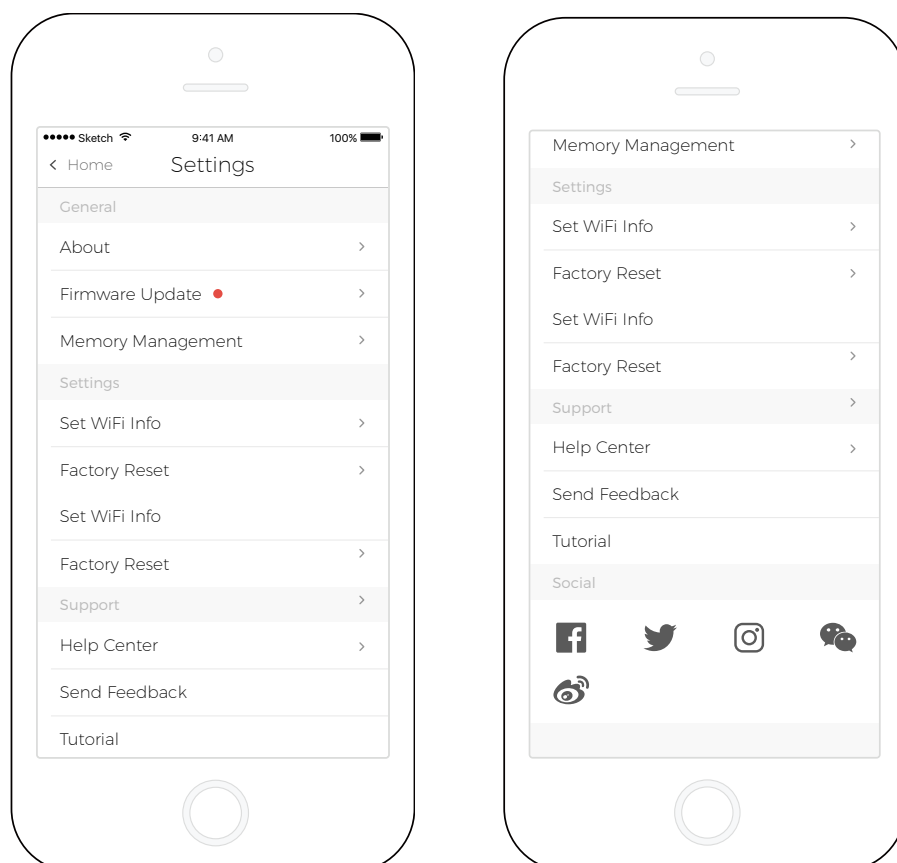 Sketch 9:41 AM 100%
Home Settings
General
About
Firmware Update
Memory Management
Settings
Set WiFi Info
Factory Reset
Set WiFi Info
Factory Reset
Support
Help Center
Send Feedback
Tutorial
Memory Management
Settings
Set WiFi Info
Factory Reset
Set WiFi Info
Factory Reset
Support
Help Center
Send Feedback
Tutorial
Social